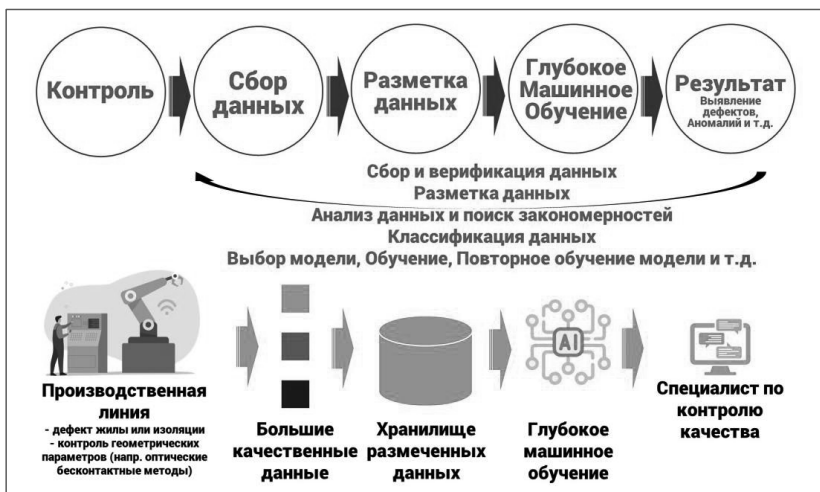 Контроль
Сбор
данных
Разметка
данных
Глубокое
Машинное
Обучение
Результат
Выявление
дефектов,
Аномалий и т.д.
Сбор и верификация данных
Разметка данных
Анализ данных и поиск закономерностей
Классификация данных
Выбор модели, Обучение, Повторное обучение модели и т.д.
AI
Производственная
линия
- дефект жилы или изоляции
- контроль геометрических
параметров (напр. оптические
бесконтактные методы)
Большие
качественные
данные
Хранилище
размеченных
данных
Глубокое
машинное
обучение
Специалист по
контролю
качества